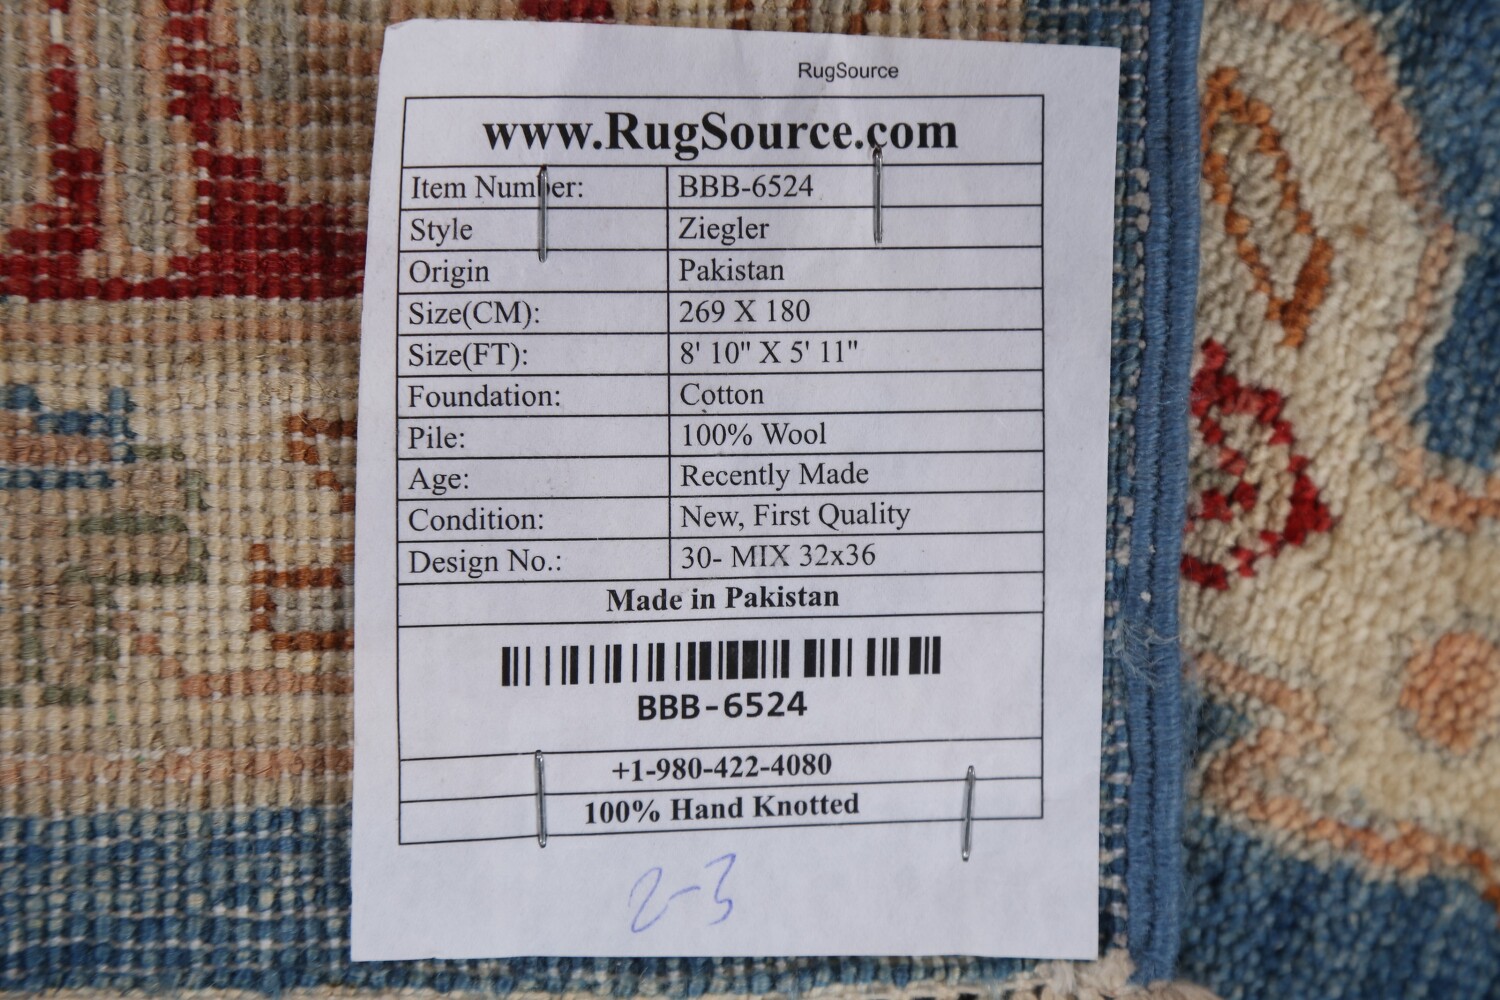 RugSource
www.RugSource.com
Item Number: BBB-6524
Style Ziegler
Origin Pakistan
Size(CM): 269 X 180
Size(FT): 8' 10" X 5' 11"
Foundation: Cotton
Pile: 100% Wool
Age: Recently Made
Condition: New, First Quality
Design No.: 30- MIX 32x36
Made in Pakistan
BBB-6524
+1-980-422-4080
100% Hand Knotted
2-3